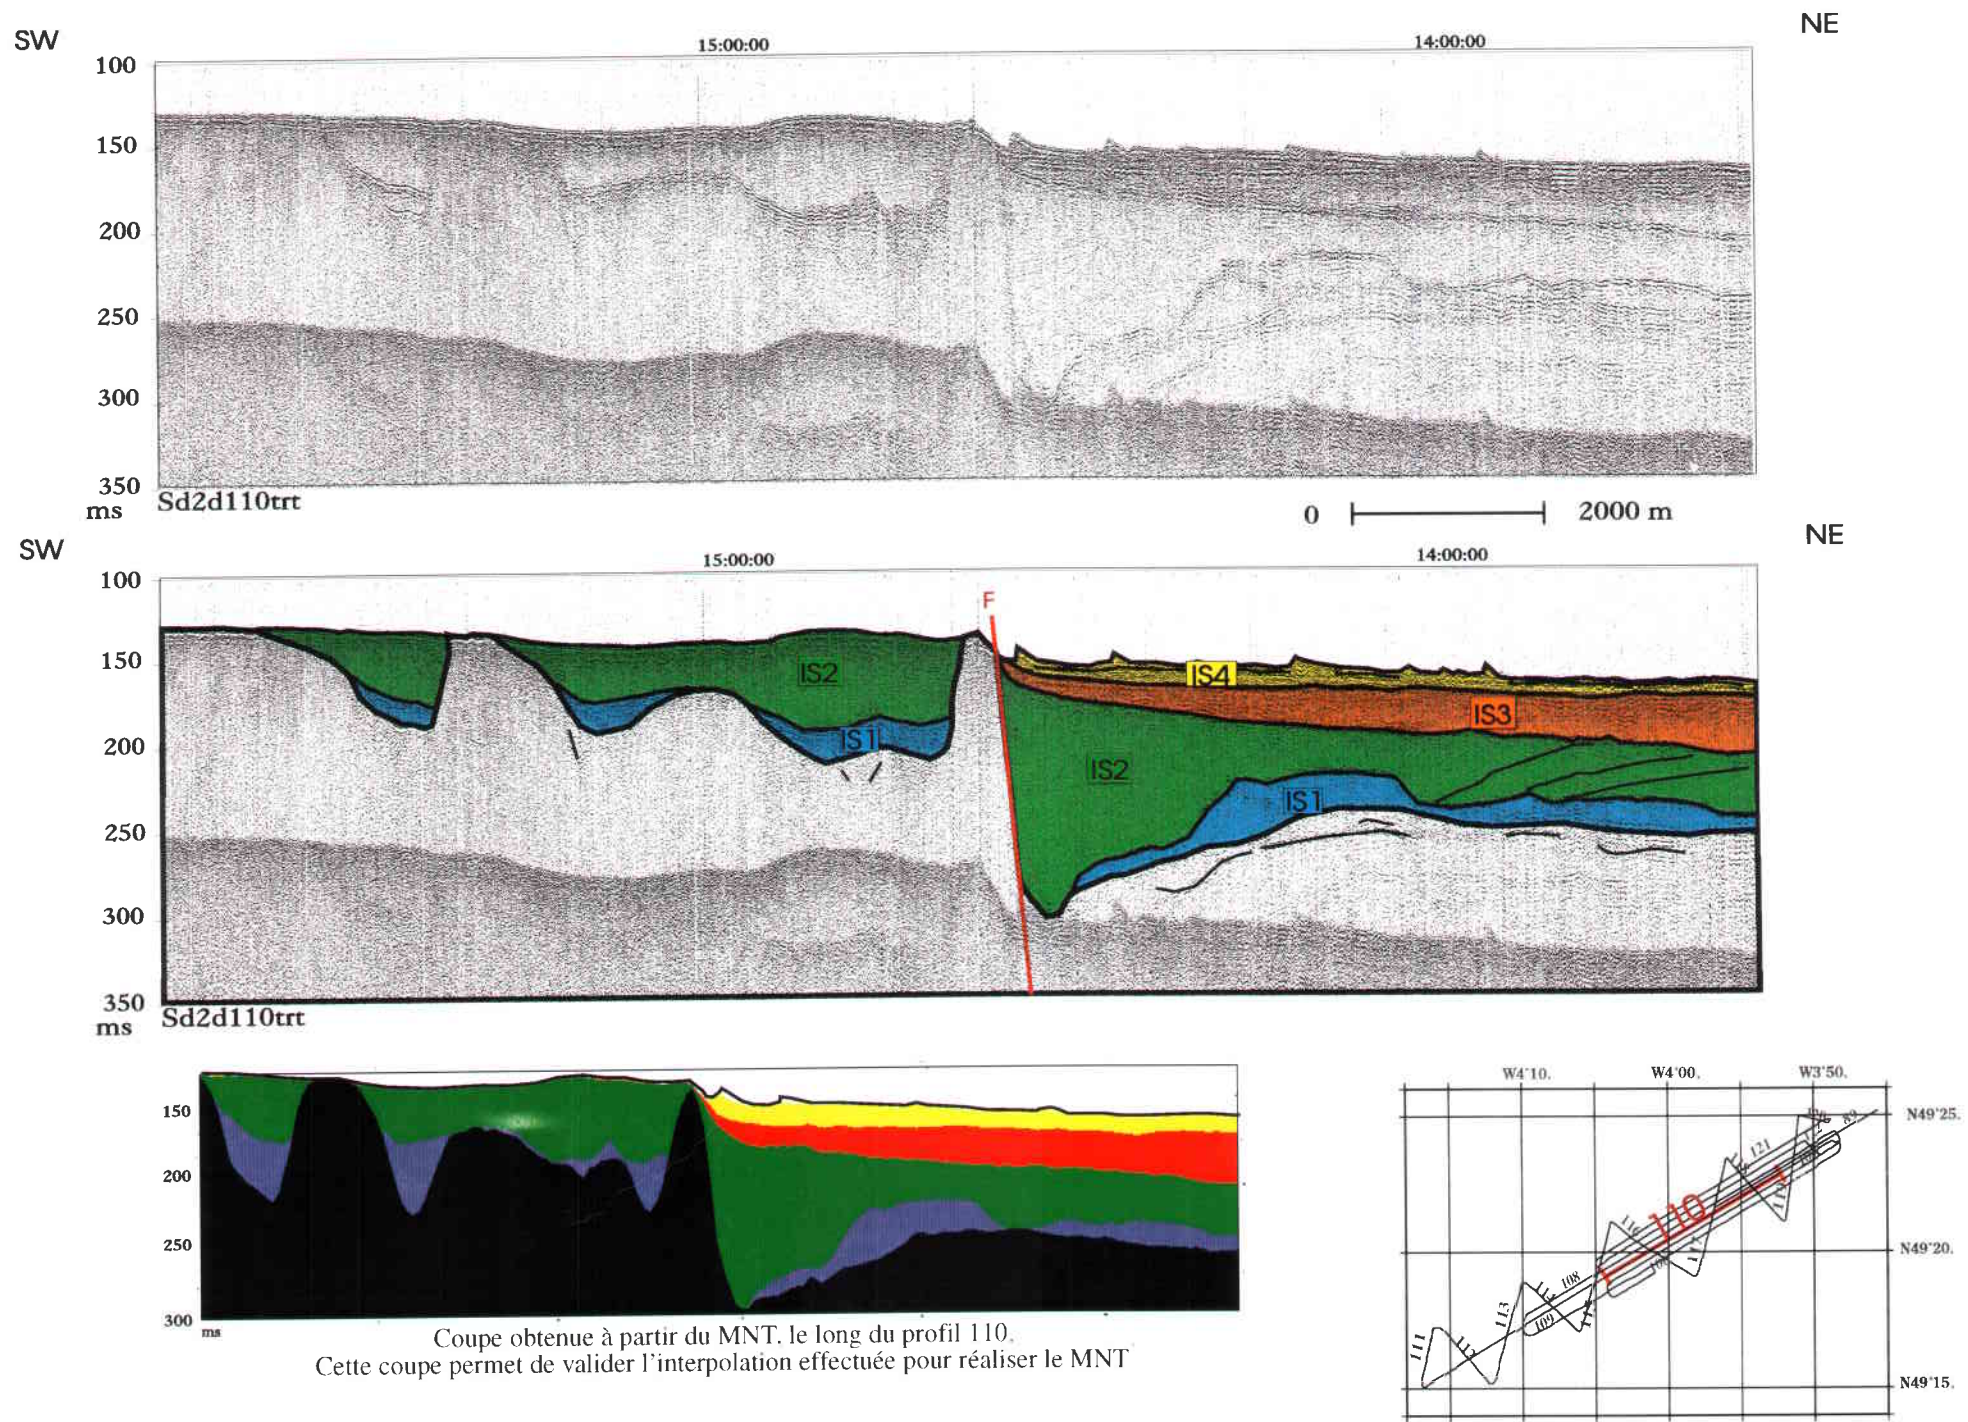 SW
NE
15:00:00
14:00:00
100
150
200
250
300
350
ms
Sd2d110trt
0
2000 m
SW
NE
15:00:00
14:00:00
100
150
200
250
300
350
ms
Sd2d110trt
F
IS2
IS1
IS4
IS3
IS2
IS1
150
200
250
300
ms
Coupe obtenue à partir du MNT. le long du profil 110.
Cette coupe permet de valider l'interpolation effectuée pour réaliser le MNT
W4°10.
W4°00.
W3°50.
N49°25.
N49°20.
N49°15.
89
121
110
116
117
108
109
113
111
112